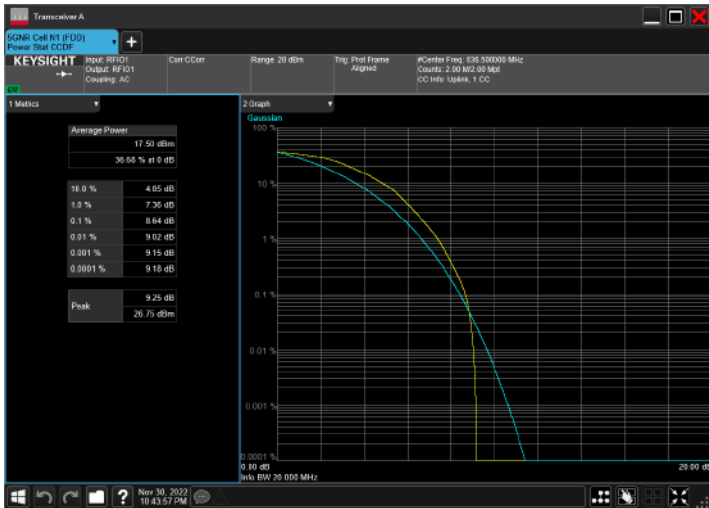 Transceiver A
5GNR Cell N1 (FDD)
Power Stat CCDF
KEYSIGHT
Input: RFIO1
Output: RFIO1
Coupling: AC
Corr CCorr
Range: 20 dBm
Trig: Prot Frame
Aligned
#Center Freq: 836.500000 MHz
Counts: 2.00 M/2.00 Mpt
CC Info: Uplink, 1 CC
1 Metrics
Average Power
17.50 dBm
36.68 % at 0 dB
10.0 % 4.85 dB
1.0 % 7.36 dB
0.1 % 8.64 dB
0.01 % 9.02 dB
0.001 % 9.15 dB
0.0001 % 9.18 dB
Peak
9.25 dB
26.75 dBm
2 Graph
Gaussian
100 %
10 %
1 %
0.1 %
0.01 %
0.001 %
0.0001 %
0.00 dB
20.00 dB
Info BW 20.000 MHz
Nov 30, 2022
10:43:57 PM